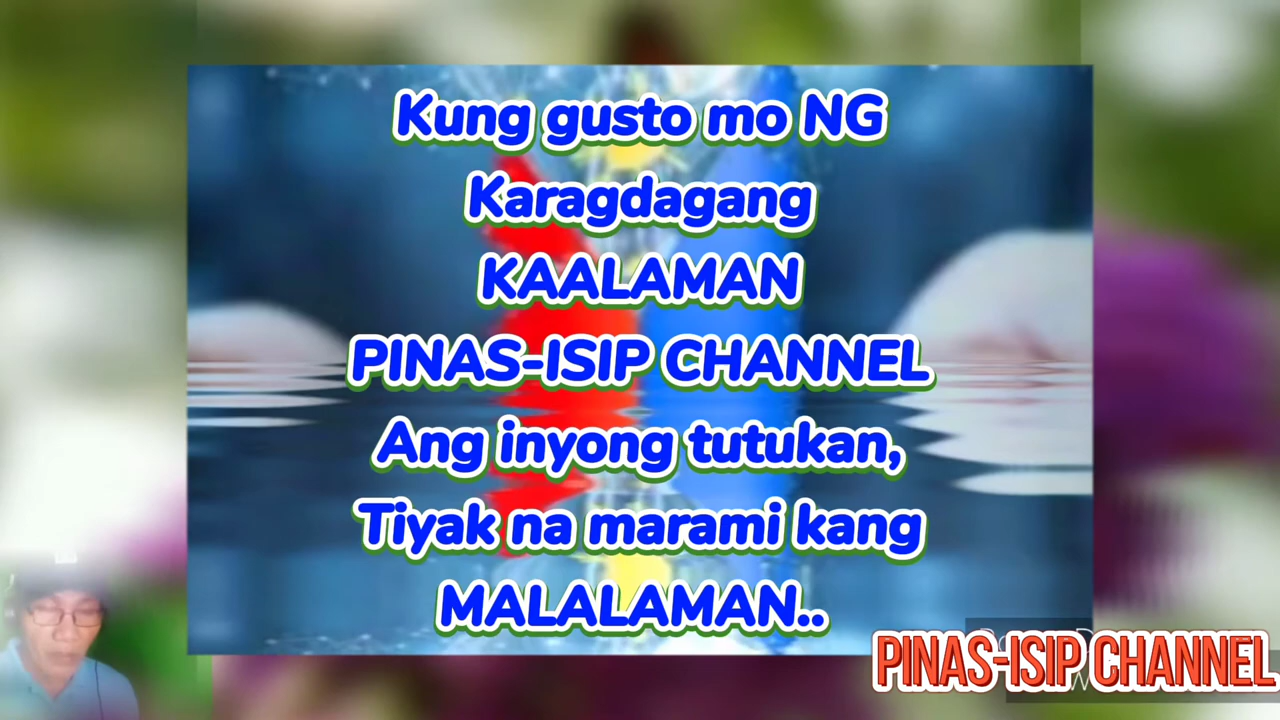 Kung gusto mo NG
Karagdagang
KAALAMAN
PINAS-ISIP CHANNEL
Ang inyong tutukan,
Tiyak na marami kang
MALALAMAN..
PINAS-ISIP CHANNEL